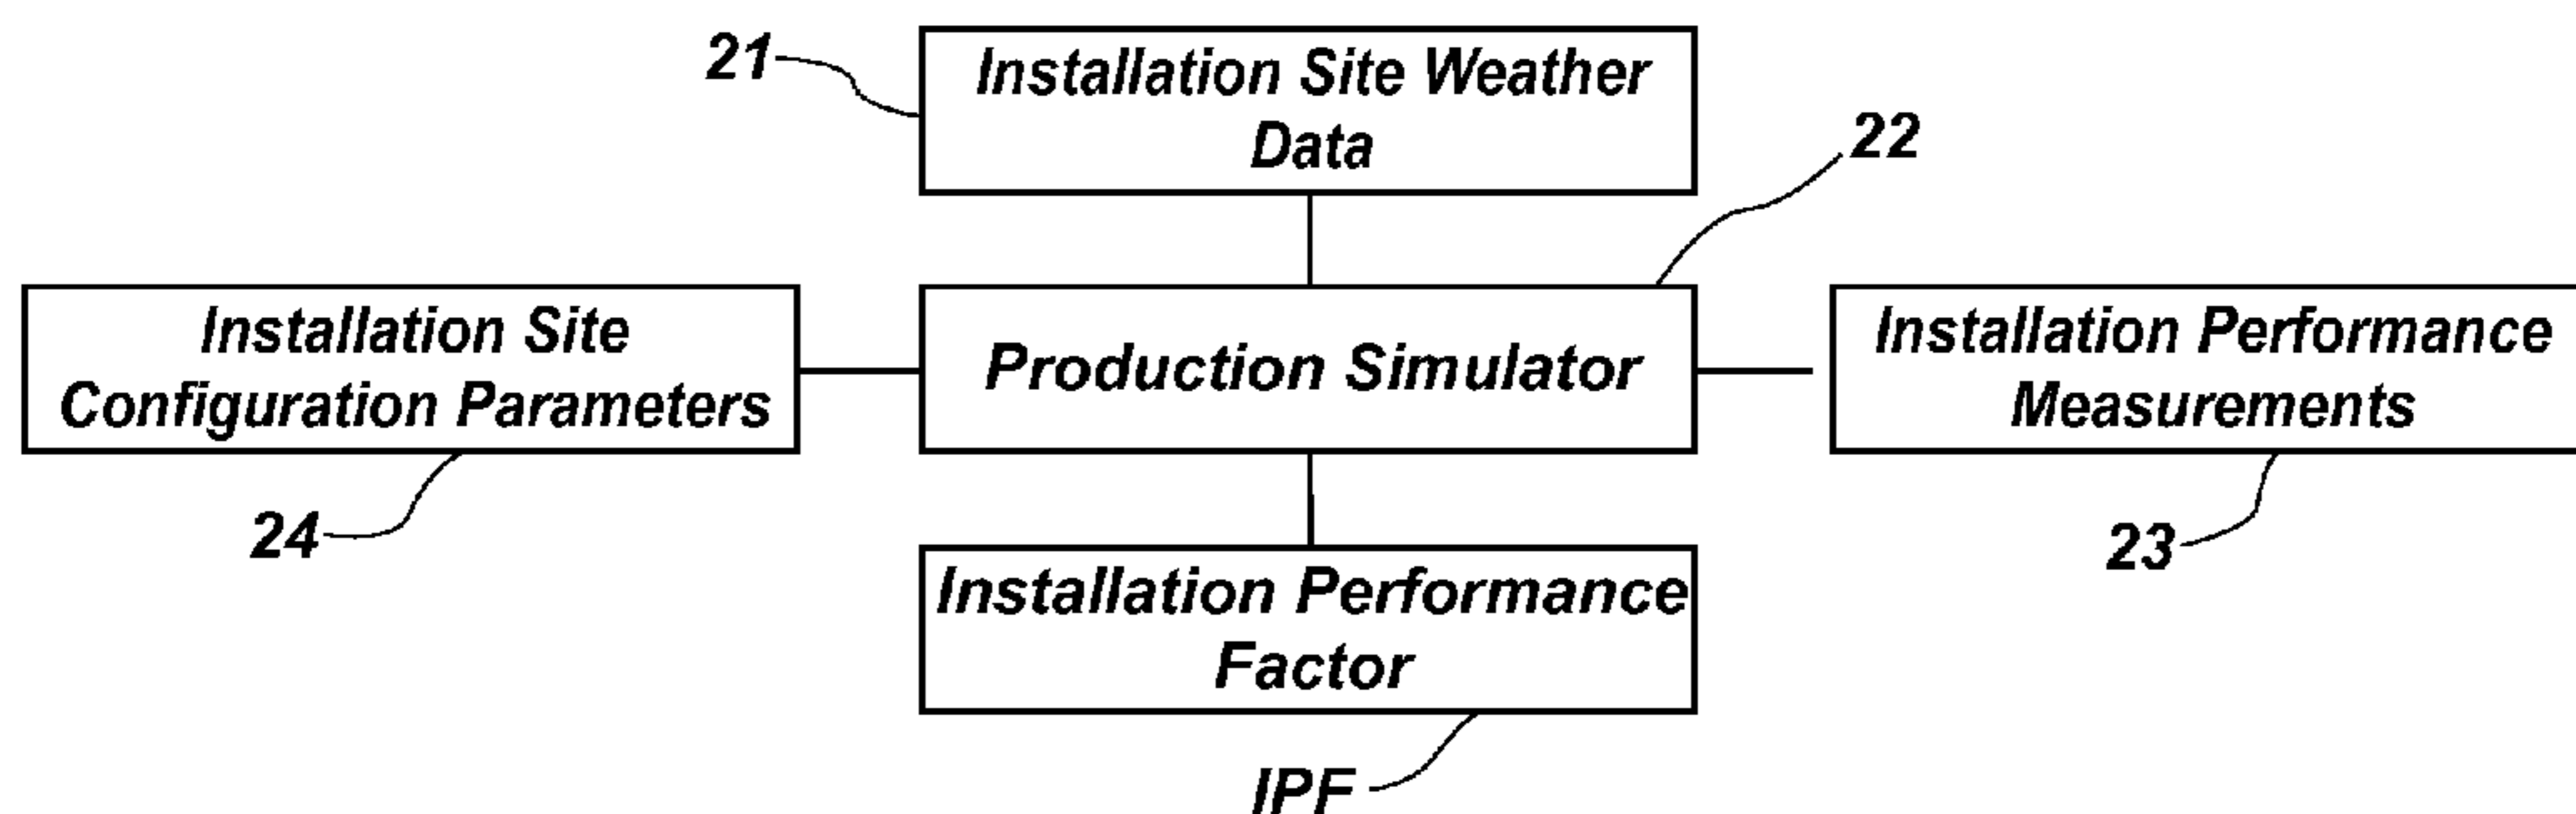 21
Installation Site Weather
Data
22
Installation Site
Configuration Parameters
Production Simulator
Installation Performance
Measurements
24
23
Installation Performance
Factor
IPF